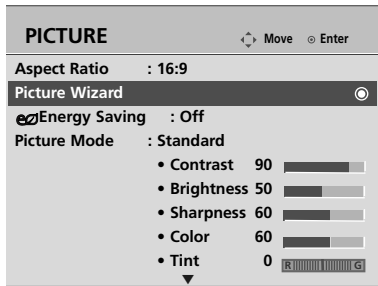 PICTURE Move Enter
Aspect Ratio : 16:9
Picture Wizard
Energy Saving : Off
Picture Mode : Standard
• Contrast 90
• Brightness 50
• Sharpness 60
• Color 60
• Tint 0 R G